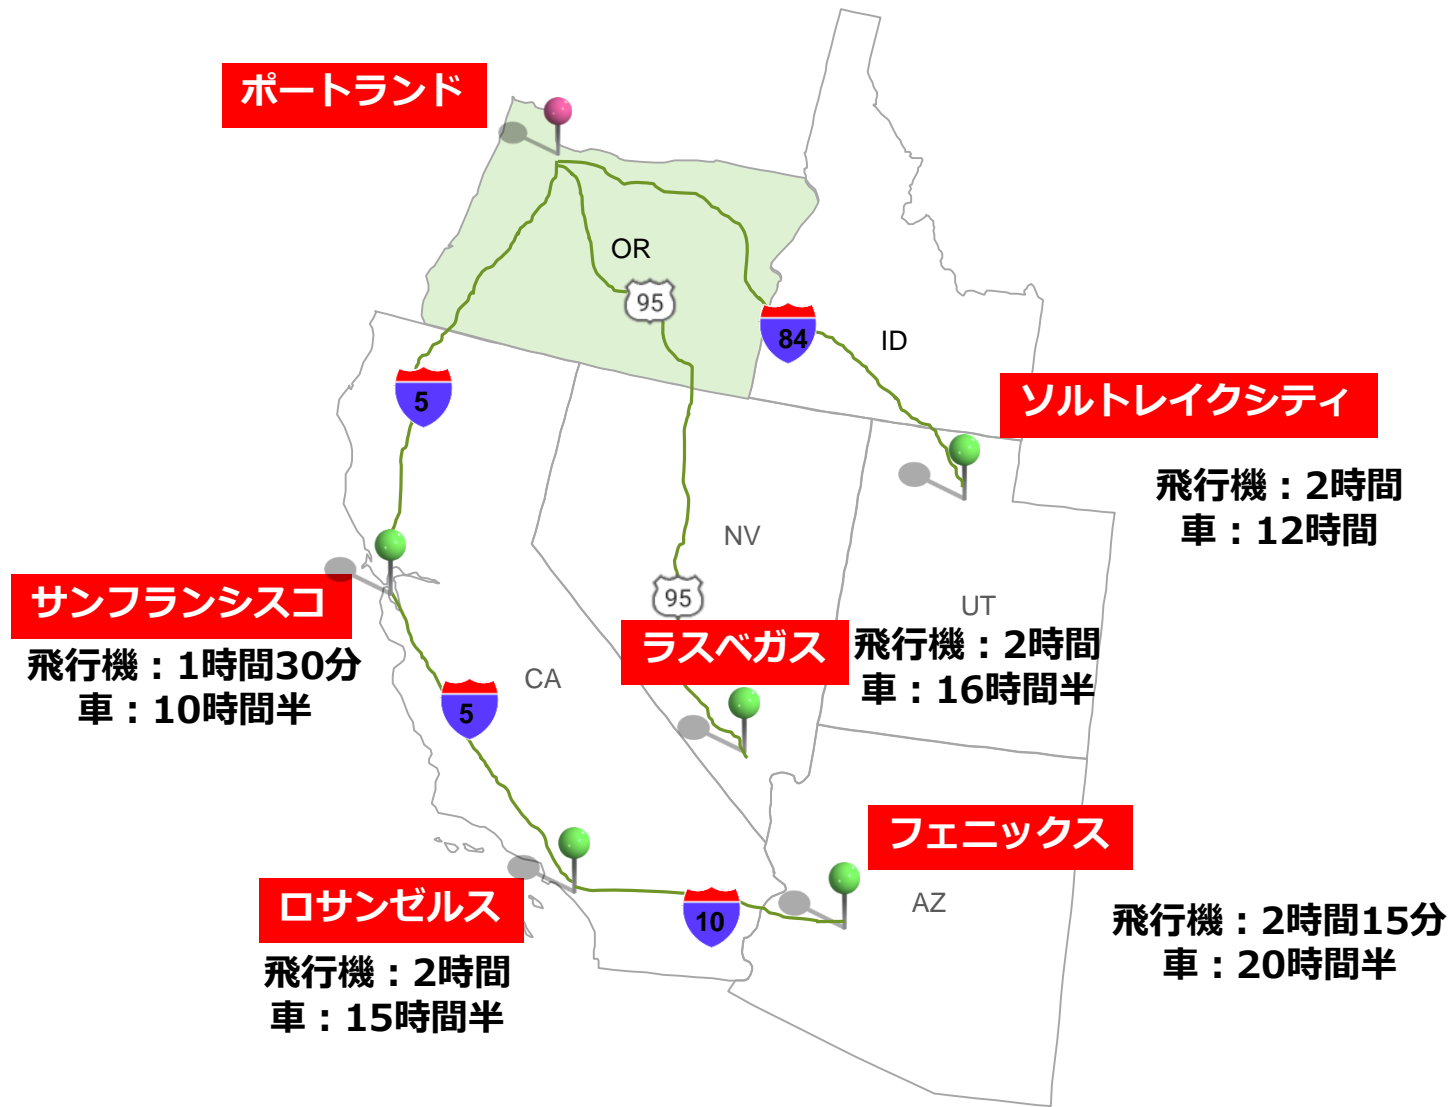 ポートランド
OR
95
84
ID
5
ソルトレイクシティ
飛行機：2時間
車：12時間
NV
95
サンフランシスコ
飛行機：1時間30分
車：10時間半
UT
ラスベガス
飛行機：2時間
車：16時間半
CA
5
フェニックス
ロサンゼルス
飛行機：2時間
車：15時間半
10
AZ
飛行機：2時間15分
車：20時間半